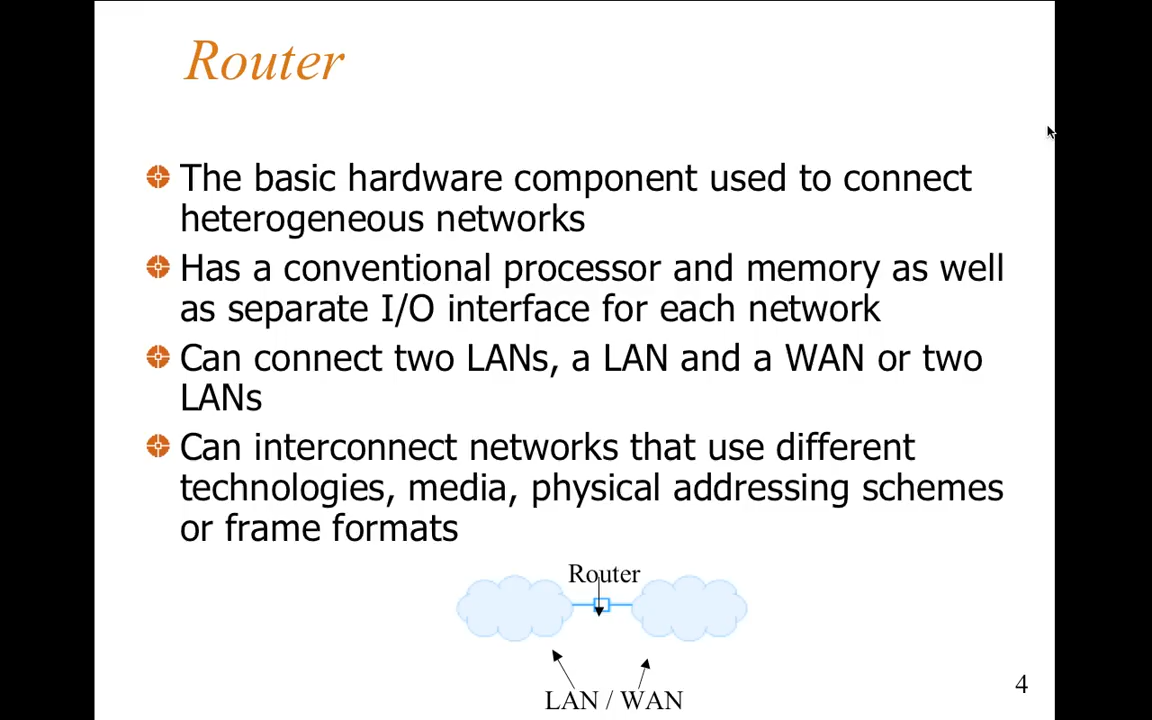 Router
The basic hardware component used to connect
heterogeneous networks
Has a conventional processor and memory as well
as separate I/O interface for each network
Can connect two LANs, a LAN and a WAN or two
LANs
Can interconnect networks that use different
technologies, media, physical addressing schemes
or frame formats
Router
LAN / WAN
4